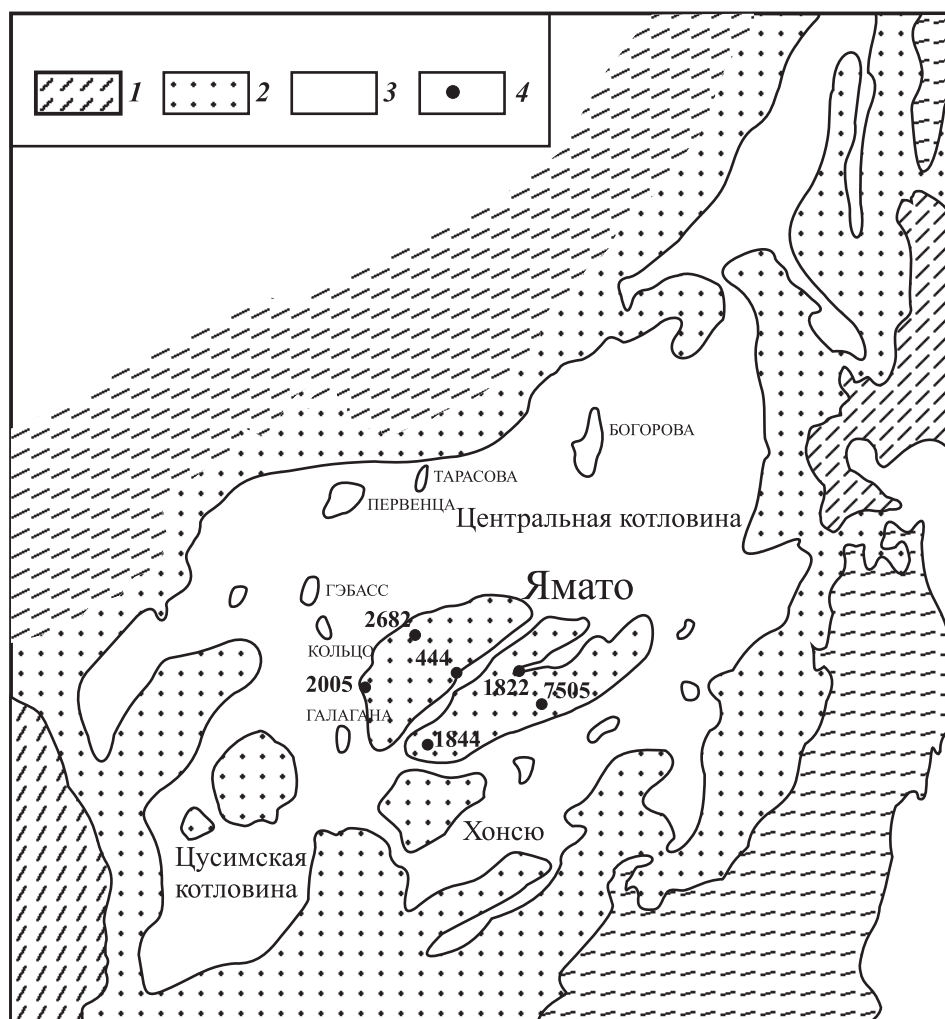 1 2 3 4
БОГОРОВА
ТАРАСОВА
ПЕРВЕНЦА
Центральная котловина
Ямато
ГЭБАСС
2682
КОЛЬЦО
444
2005
1822
7505
ГАЛАГАНА
1844
Хонсю
Цусимская
котловина